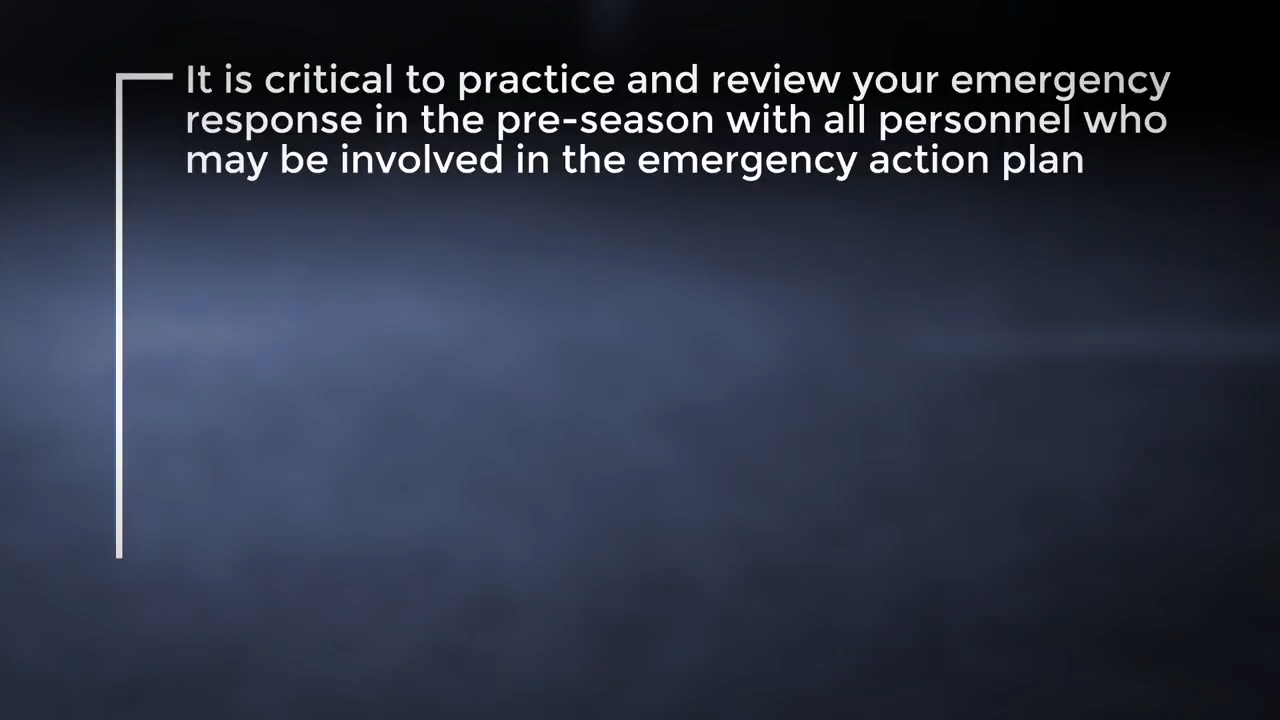 It is critical to practice and review your emergency
response in the pre-season with all personnel who
may be involved in the emergency action plan